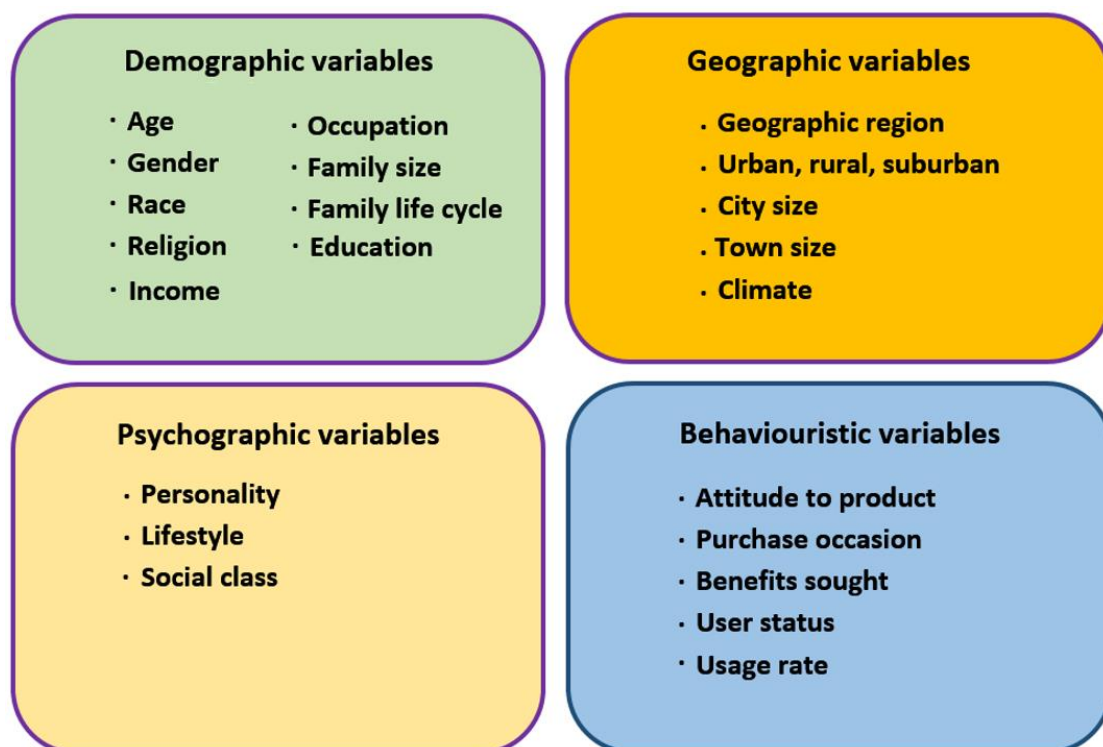 Demographic variables
· Age
· Gender
· Race
· Religion
· Income
· Occupation
· Family size
· Family life cycle
· Education
Geographic variables
· Geographic region
· Urban, rural, suburban
· City size
· Town size
· Climate
Psychographic variables
· Personality
· Lifestyle
· Social class
Behaviouristic variables
· Attitude to product
· Purchase occasion
· Benefits sought
· User status
· Usage rate